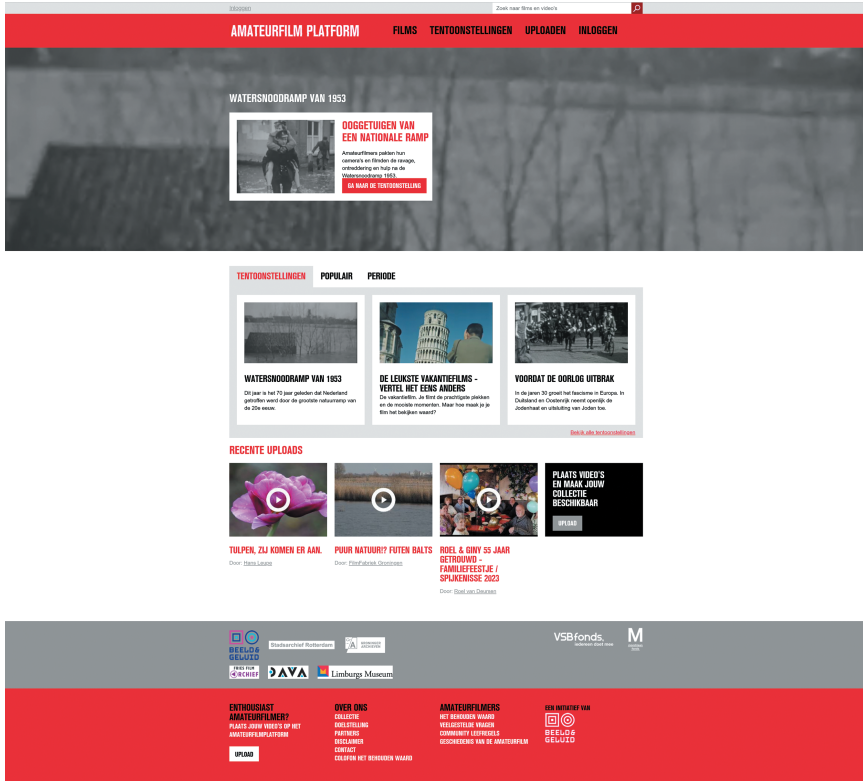 Inloggen
Zoek naar films en video's
AMATEURFILM PLATFORM
FILMS TENTOONSTELLINGEN UPLOADEN INLOGGEN
WATERSNOODRAMP VAN 1953
OOGGETUIGEN VAN
EEN NATIONALE RAMP
Amateurfilmers pakten hun
camera's en filmden de ravage,
ontreddering en hulp na de
Watersnoodramp 1953.
GA NAAR DE TENTOONSTELLING
TENTOONSTELLINGEN POPULAIR PERIODE
WATERSNOODRAMP VAN 1953
Dit jaar is het 70 jaar geleden dat Nederland
getroffen werd door de grootste natuurramp van
de 20e eeuw.
DE LEUKSTE VAKANTIEFILMS -
VERTEL HET EENS ANDERS
De vakantiefilm. Je filmt de prachtigste plekken
en de mooiste momenten. Maar hoe maak je je
film het bekijken waard?
VOORDAT DE OORLOG UITBRAK
In de jaren 30 groeit het fascisme in Europa. In
Duitsland en Oostenrijk neemt openlijk de
Jodenhaat en uitsluiting van Joden toe.
Bekijk alle tentoonstellingen
RECENTE UPLOADS
TULPEN, ZIJ KOMEN ER AAN.
Door: Hans Leupe
PUUR NATUUR!? FUTEN BALTS
Door: FilmFabriek Groningen
ROEL & GINY 55 JAAR
GETROUWD -
FAMILIEFEESTJE /
SPIJKENISSE 2023
Door: Roel van Deursen
PLAATS VIDEO'S
EN MAAK JOUW
COLLECTIE
BESCHIKBAAR
UPLOAD
BEELD&
GELUID
Stadsarchief Rotterdam
GRONINGER
ARCHIEVEN
VSBfonds,
iedereen doet mee
M
FRIES FILM
ARCHIEF
DAVA
Limburgs Museum
ENTHOUSIAST
AMATEURFILMER?
PLAATS JOUW VIDEO'S OP HET
AMATEURFILMPLATFORM
UPLOAD
OVER ONS
COLLECTIE
DOELSTELLING
PARTNERS
DISCLAIMER
CONTACT
COLOFON HET BEHOUDEN WAARD
AMATEURFILMERS
HET BEHOUDEN WAARD
VEELGESTELDE VRAGEN
COMMUNITY LEEFREGELS
GESCHIEDENIS VAN DE AMATEURFILM
EEN INITIATIEF VAN
BEELD&
GELUID